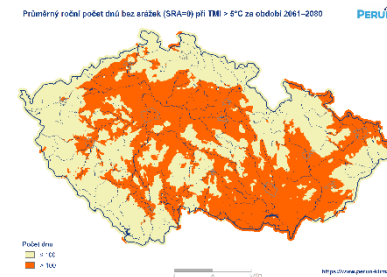 Průměrný roční počet dnů bez srážek (SRA=0) při TMI > 5°C za období 2061–2080
PERUN
Počet dnů
< 100
> 100